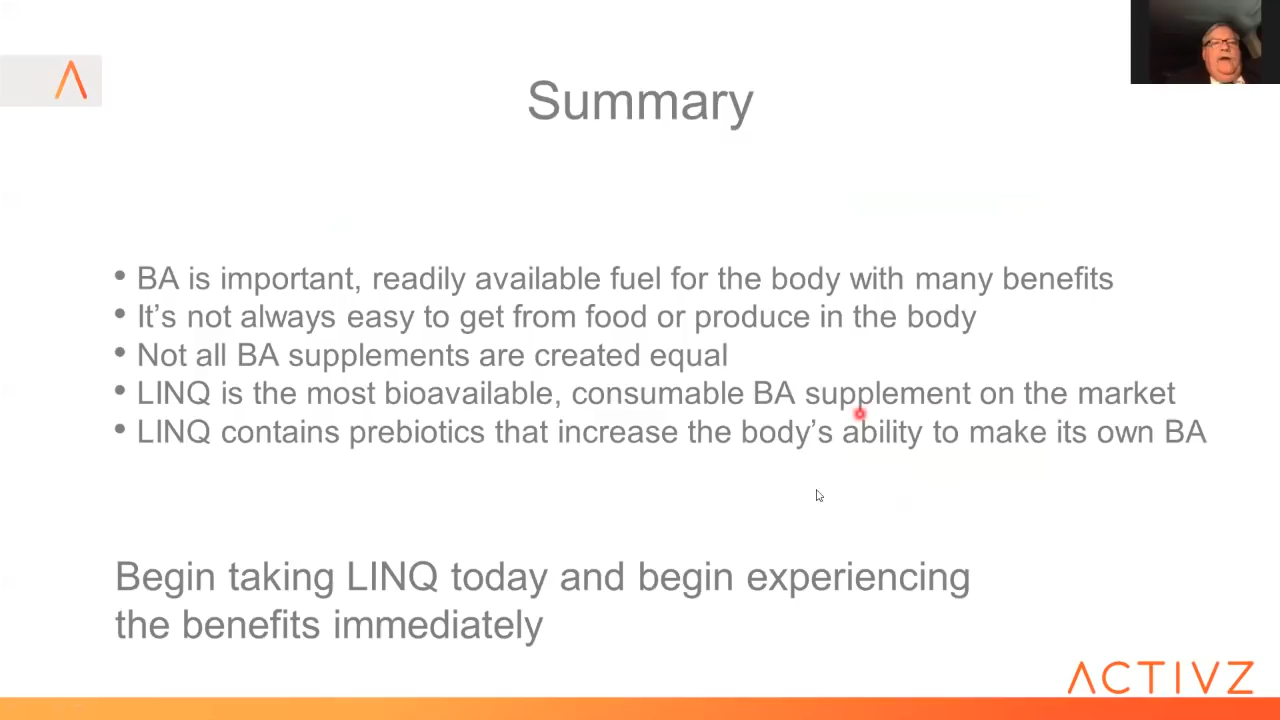 Summary
• BA is important, readily available fuel for the body with many benefits
• It’s not always easy to get from food or produce in the body
• Not all BA supplements are created equal
• LINQ is the most bioavailable, consumable BA supplement on the market
• LINQ contains prebiotics that increase the body’s ability to make its own BA
Begin taking LINQ today and begin experiencing
the benefits immediately
ACTIVZ